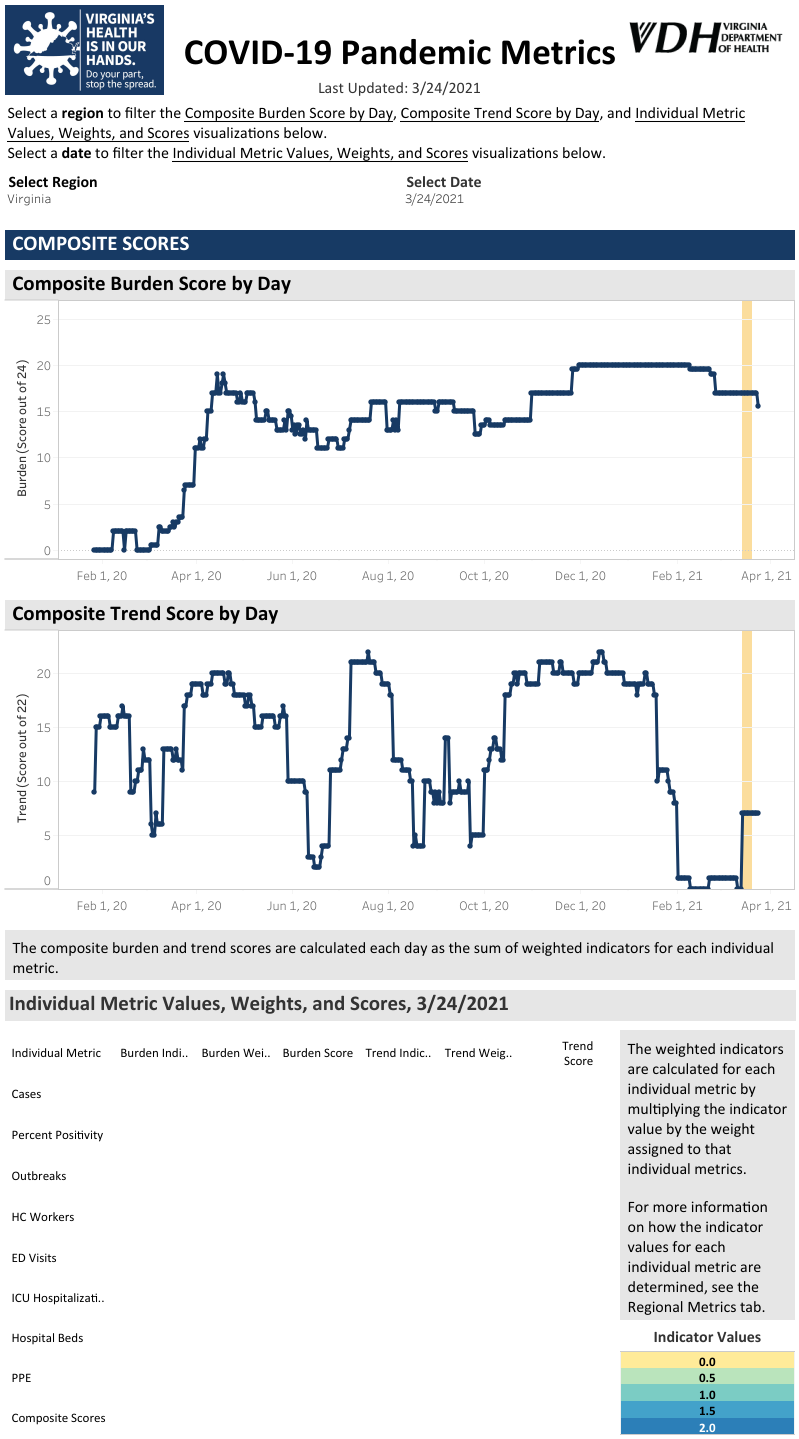 VIRGINIA'S
HEALTH
IS IN OUR
HANDS.
Do your part,
stop the spread.
COVID-19 Pandemic Metrics
VDH VIRGINIA
DEPARTMENT
OF HEALTH
Last Updated: 3/24/2021
Select a region to filter the Composite Burden Score by Day, Composite Trend Score by Day, and Individual Metric
Values, Weights, and Scores visualizations below.
Select a date to filter the Individual Metric Values, Weights, and Scores visualizations below.
Select Region
Virginia
Select Date
3/24/2021
COMPOSITE SCORES
Composite Burden Score by Day
Burden (Score out of 24)
25
20
15
10
5
0
Feb 1, 20 Apr 1, 20 Jun 1, 20 Aug 1, 20 Oct 1, 20 Dec 1, 20 Feb 1, 21 Apr 1, 21
Composite Trend Score by Day
Trend (Score out of 22)
20
15
10
5
0
Feb 1, 20 Apr 1, 20 Jun 1, 20 Aug 1, 20 Oct 1, 20 Dec 1, 20 Feb 1, 21 Apr 1, 21
The composite burden and trend scores are calculated each day as the sum of weighted indicators for each individual
metric.
Individual Metric Values, Weights, and Scores, 3/24/2021
Individual Metric Burden Indi.. Burden Wei.. Burden Score Trend Indic.. Trend Weig.. Trend
Score
Cases
Percent Positivity
Outbreaks
HC Workers
ED Visits
ICU Hospitalizati..
Hospital Beds
PPE
Composite Scores
The weighted indicators
are calculated for each
individual metric by
multiplying the indicator
value by the weight
assigned to that
individual metrics.
For more information
on how the indicator
values for each
individual metric are
determined, see the
Regional Metrics tab.
Indicator Values
0.0
0.5
1.0
1.5
2.0